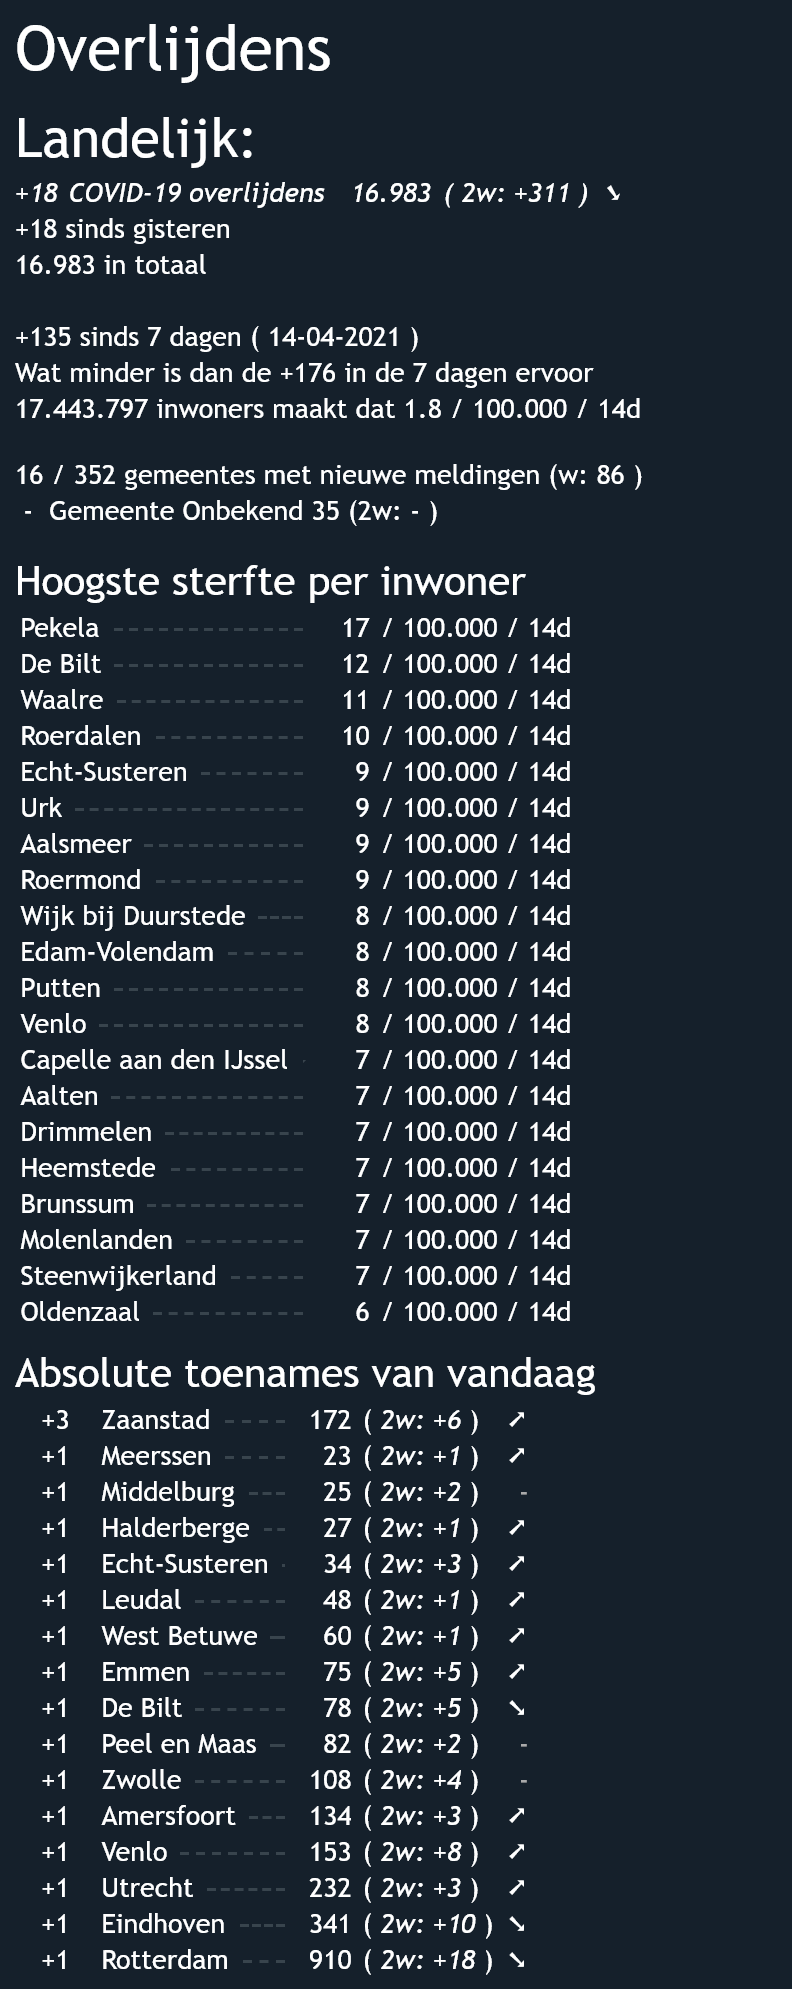 Overlijdens
Landelijk:
+18 COVID-19 overlijdens 16.983 ( 2w: +311 ) ➘
+18 sinds gisteren
16.983 in totaal
+135 sinds 7 dagen ( 14-04-2021 )
Wat minder is dan de +176 in de 7 dagen ervoor
17.443.797 inwoners maakt dat 1.8 / 100.000 / 14d
16 / 352 gemeentes met nieuwe meldingen (w: 86 )
- Gemeente Onbekend 35 (2w: - )
Hoogste sterfte per inwoner
Pekela ------------- 17 / 100.000 / 14d
De Bilt ------------- 12 / 100.000 / 14d
Waalre ------------- 11 / 100.000 / 14d
Roerdalen ---------- 10 / 100.000 / 14d
Echt-Susteren ------- 9 / 100.000 / 14d
Urk ---------------- 9 / 100.000 / 14d
Aalsmeer ----------- 9 / 100.000 / 14d
Roermond ---------- 9 / 100.000 / 14d
Wijk bij Duurstede ---- 8 / 100.000 / 14d
Edam-Volendam ----- 8 / 100.000 / 14d
Putten ------------- 8 / 100.000 / 14d
Venlo -------------- 8 / 100.000 / 14d
Capelle aan den IJssel - 7 / 100.000 / 14d
Aalten ------------- 7 / 100.000 / 14d
Drimmelen ---------- 7 / 100.000 / 14d
Heemstede --------- 7 / 100.000 / 14d
Brunssum ----------- 7 / 100.000 / 14d
Molenlanden -------- 7 / 100.000 / 14d
Steenwijkerland ----- 7 / 100.000 / 14d
Oldenzaal ---------- 6 / 100.000 / 14d
Absolute toenames van vandaag
+3 Zaanstad ---- 172 ( 2w: +6 ) ➚
+1 Meerssen ---- 23 ( 2w: +1 ) ➚
+1 Middelburg --- 25 ( 2w: +2 ) -
+1 Halderberge -- 27 ( 2w: +1 ) ➚
+1 Echt-Susteren - 34 ( 2w: +3 ) ➚
+1 Leudal ------ 48 ( 2w: +1 ) ➚
+1 West Betuwe - 60 ( 2w: +1 ) ➚
+1 Emmen ------ 75 ( 2w: +5 ) ➚
+1 De Bilt ------ 78 ( 2w: +5 ) ➘
+1 Peel en Maas - 82 ( 2w: +2 ) -
+1 Zwolle ------ 108 ( 2w: +4 ) -
+1 Amersfoort --- 134 ( 2w: +3 ) ➚
+1 Venlo ------- 153 ( 2w: +8 ) ➚
+1 Utrecht ------ 232 ( 2w: +3 ) ➚
+1 Eindhoven ---- 341 ( 2w: +10 ) ➘
+1 Rotterdam --- 910 ( 2w: +18 ) ➘